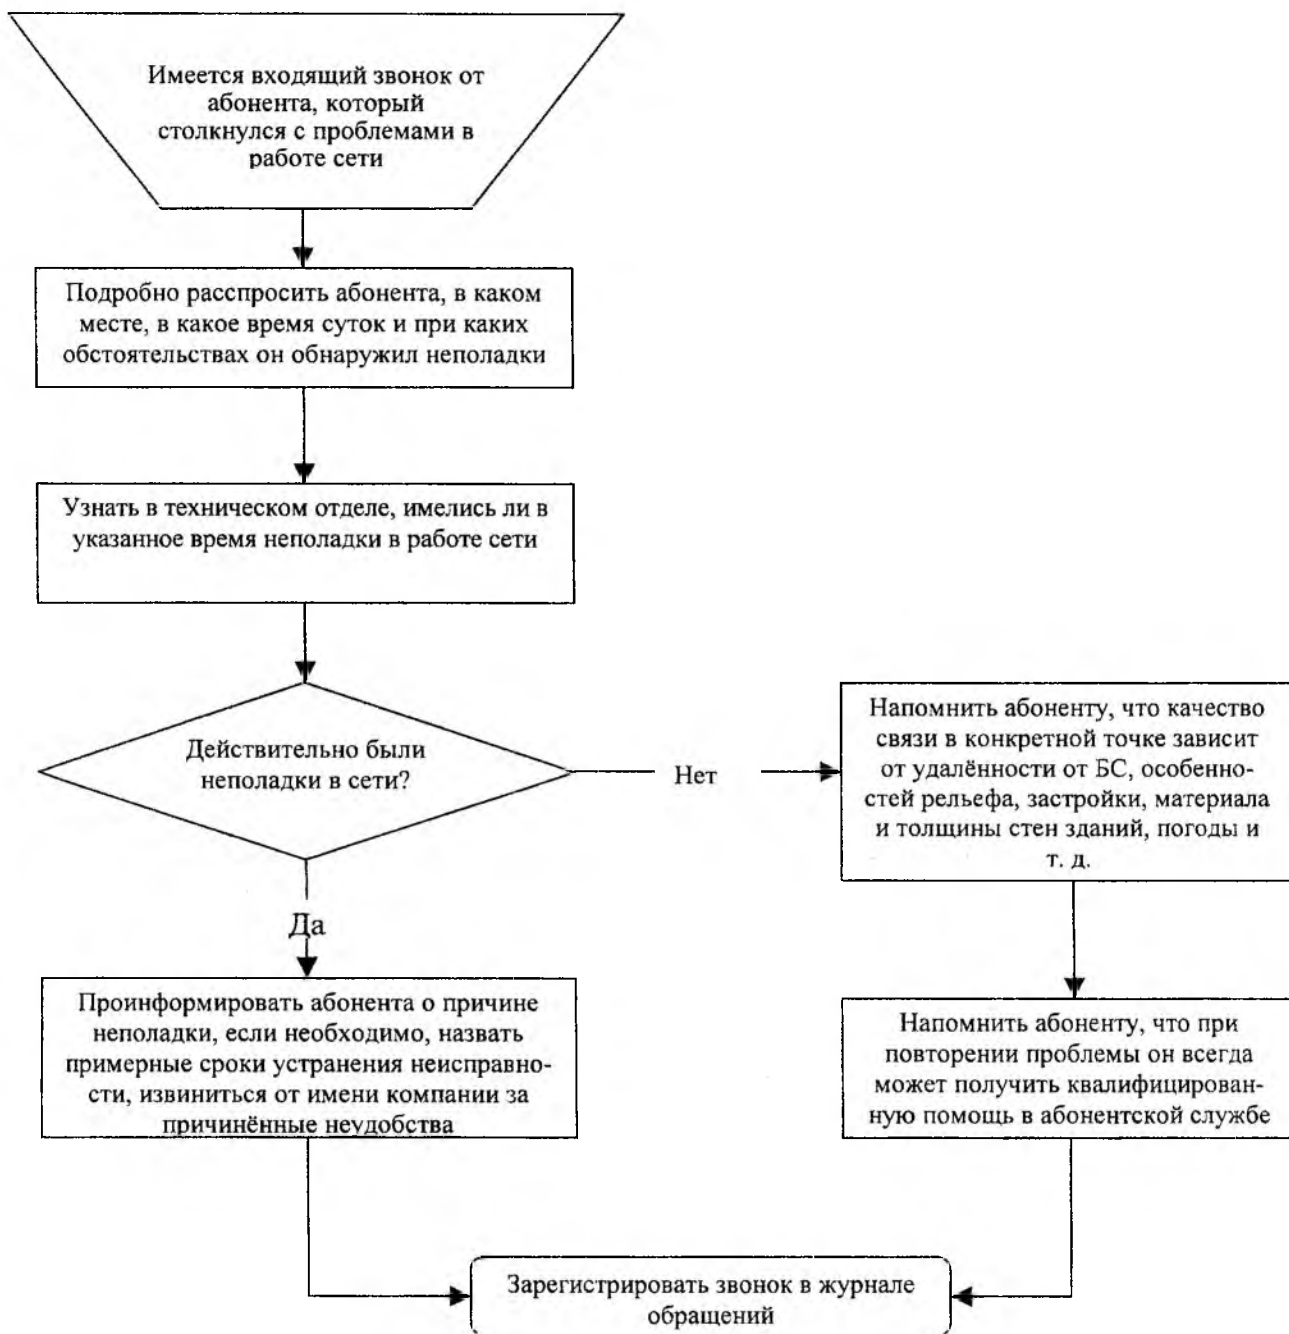 Имеется входящий звонок от
абонента, который
столкнулся с проблемами в
работе сети
Подробно расспросить абонента, в каком
месте, в какое время суток и при каких
обстоятельствах он обнаружил неполадки
Узнать в техническом отделе, имелись ли в
указанное время неполадки в работе сети
Действительно были
неполадки в сети?
Нет
Напомнить абоненту, что качество
связи в конкретной точке зависит
от удалённости от БС, особенно-
стей рельефа, застройки, материала
и толщины стен зданий, погоды и
т. д.
Да
Проинформировать абонента о причине
неполадки, если необходимо, назвать
примерные сроки устранения неисправно-
сти, извиниться от имени компании за
причинённые неудобства
Напомнить абоненту, что при
повторении проблемы он всегда
может получить квалифицирован-
ную помощь в абонентской службе
Зарегистрировать звонок в журнале
обращений